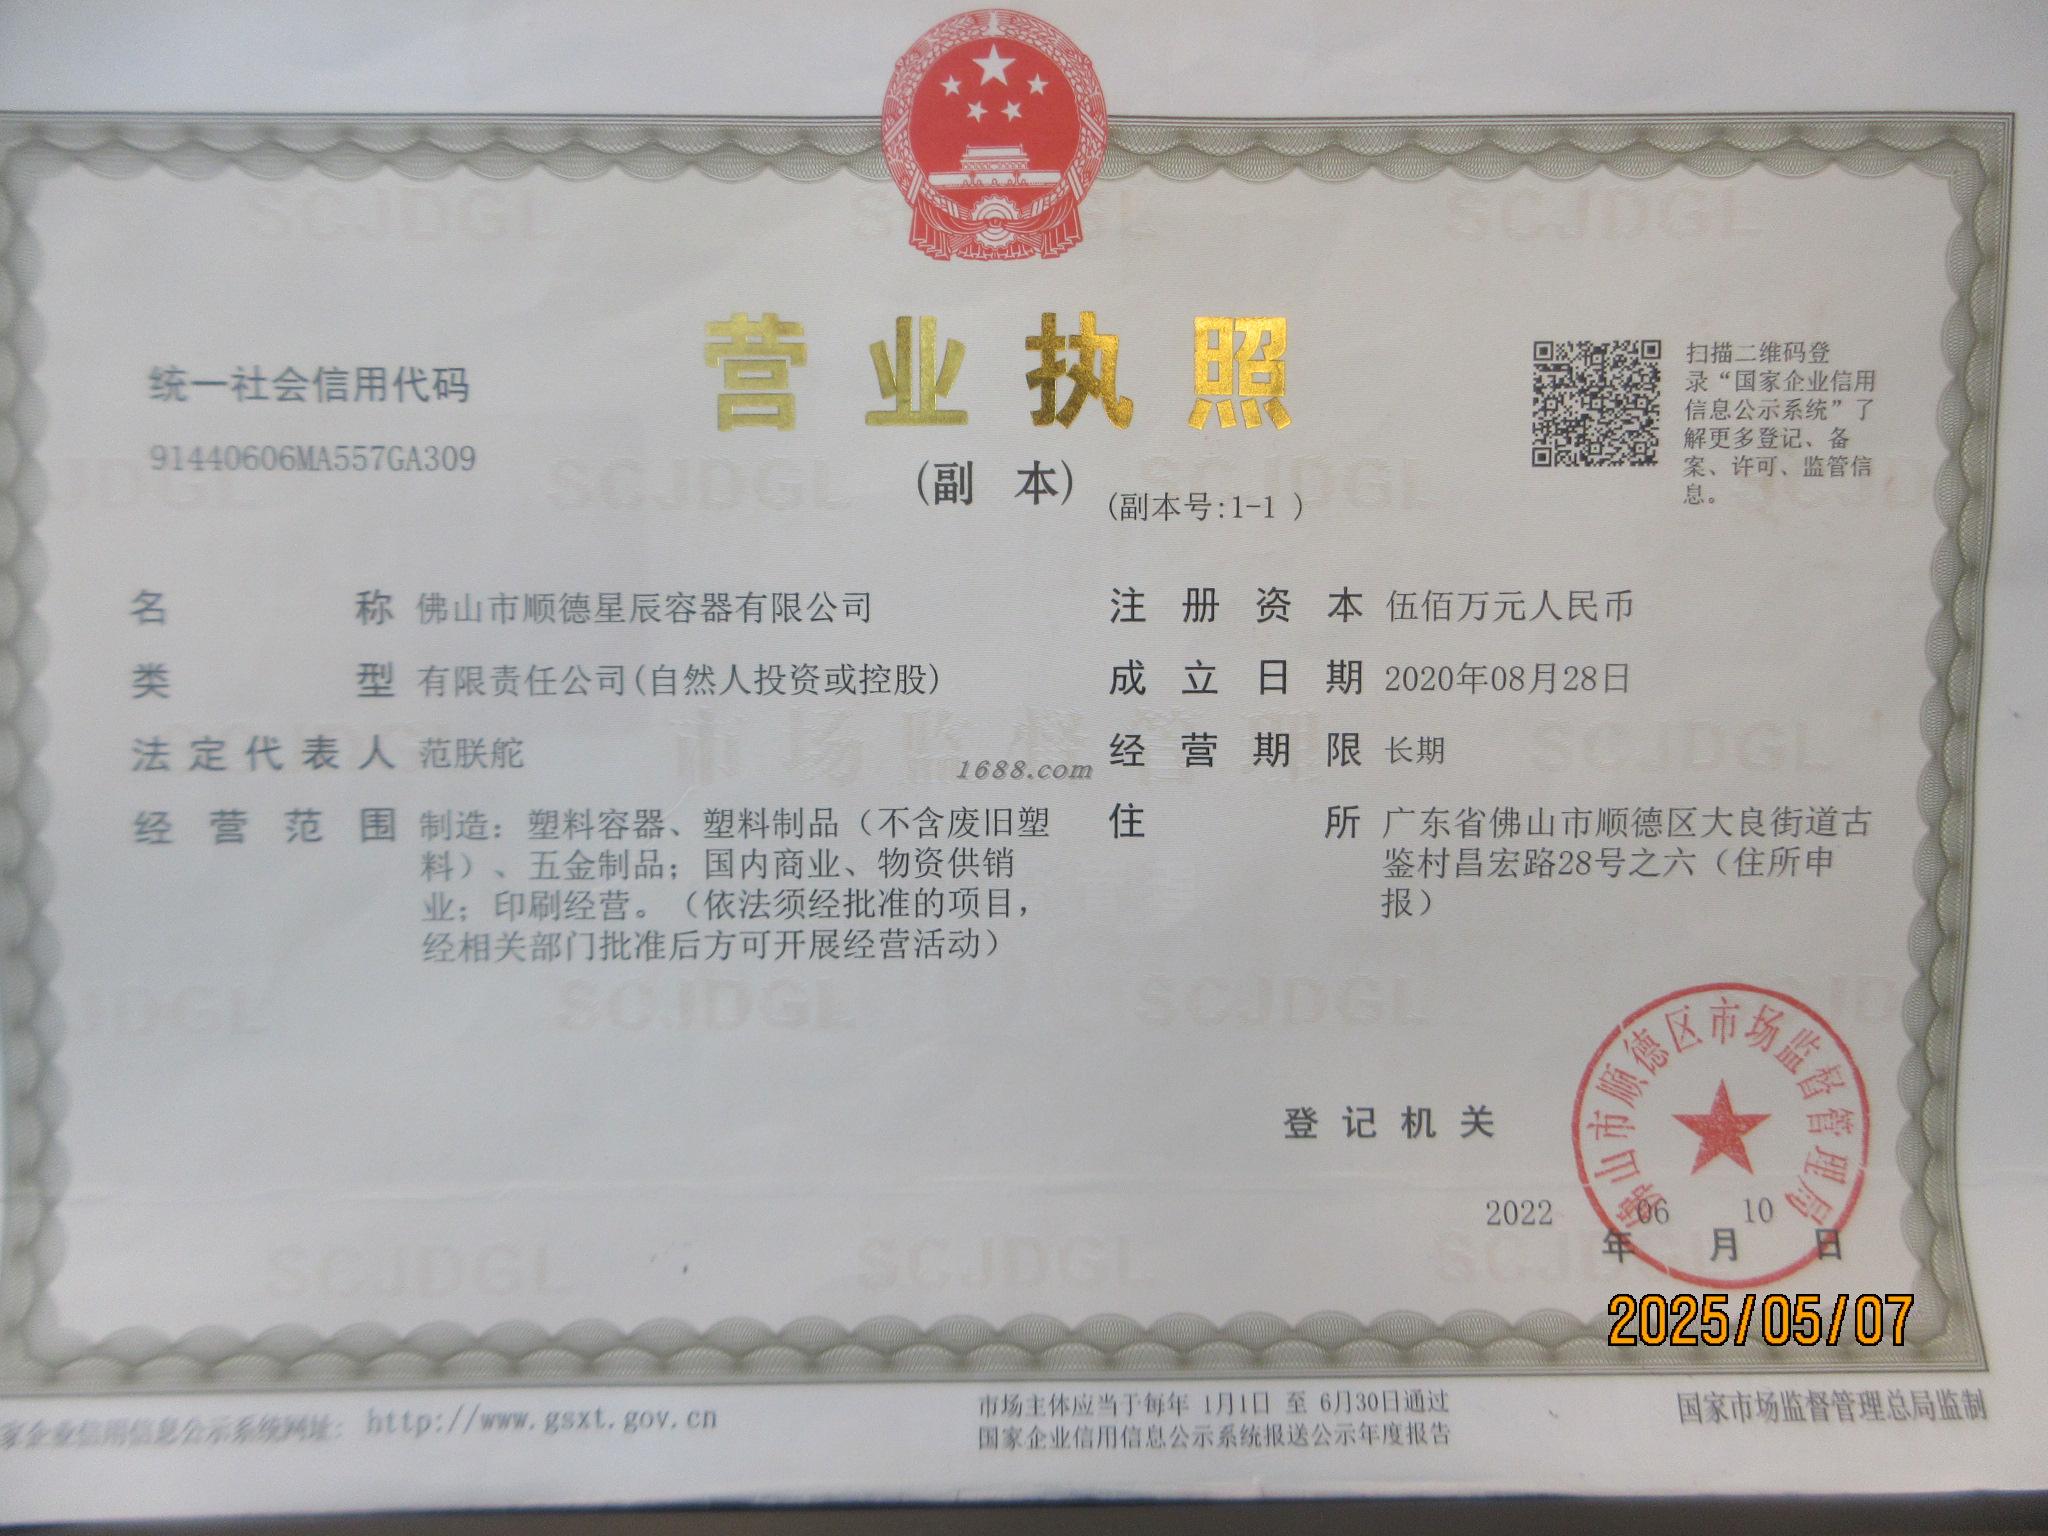 营业执照
(副 本)
(副本号:1-1 )
统一社会信用代码
91440606MA557GA309
扫描二维码登
录“国家企业信用
信息公示系统”了
解更多登记、备
案、许可、监管信
息。
名 称 佛山市顺德星辰容器有限公司
类 型 有限责任公司(自然人投资或控股)
法定代表人 范朕舵
经营范围 制造：塑料容器、塑料制品（不含废旧塑
料）、五金制品；国内商业、物资供销
业；印刷经营。（依法须经批准的项目，
经相关部门批准后方可开展经营活动）
注册资本 伍佰万元人民币
成立日期 2020年08月28日
经营期限 长期
住 所 广东省佛山市顺德区大良街道古
鉴村昌宏路28号之六（住所申
报）
1688.com
登记机关
佛山市顺德区市场监督管理局
2022 年 06 月 10 日
2025/05/07
家企业信用信息公示系统网址: http://www.gsxt.gov.cn
市场主体应当于每年 1月1日 至 6月30日通过
国家企业信用信息公示系统报送公示年度报告
国家市场监督管理总局监制
SCJDGL
SCJDGL
SCJDGL
SCJDGL
SCJDGL
SCJDGL
SCJDGL
SCJDGL
SCJDGL
市场监督管理